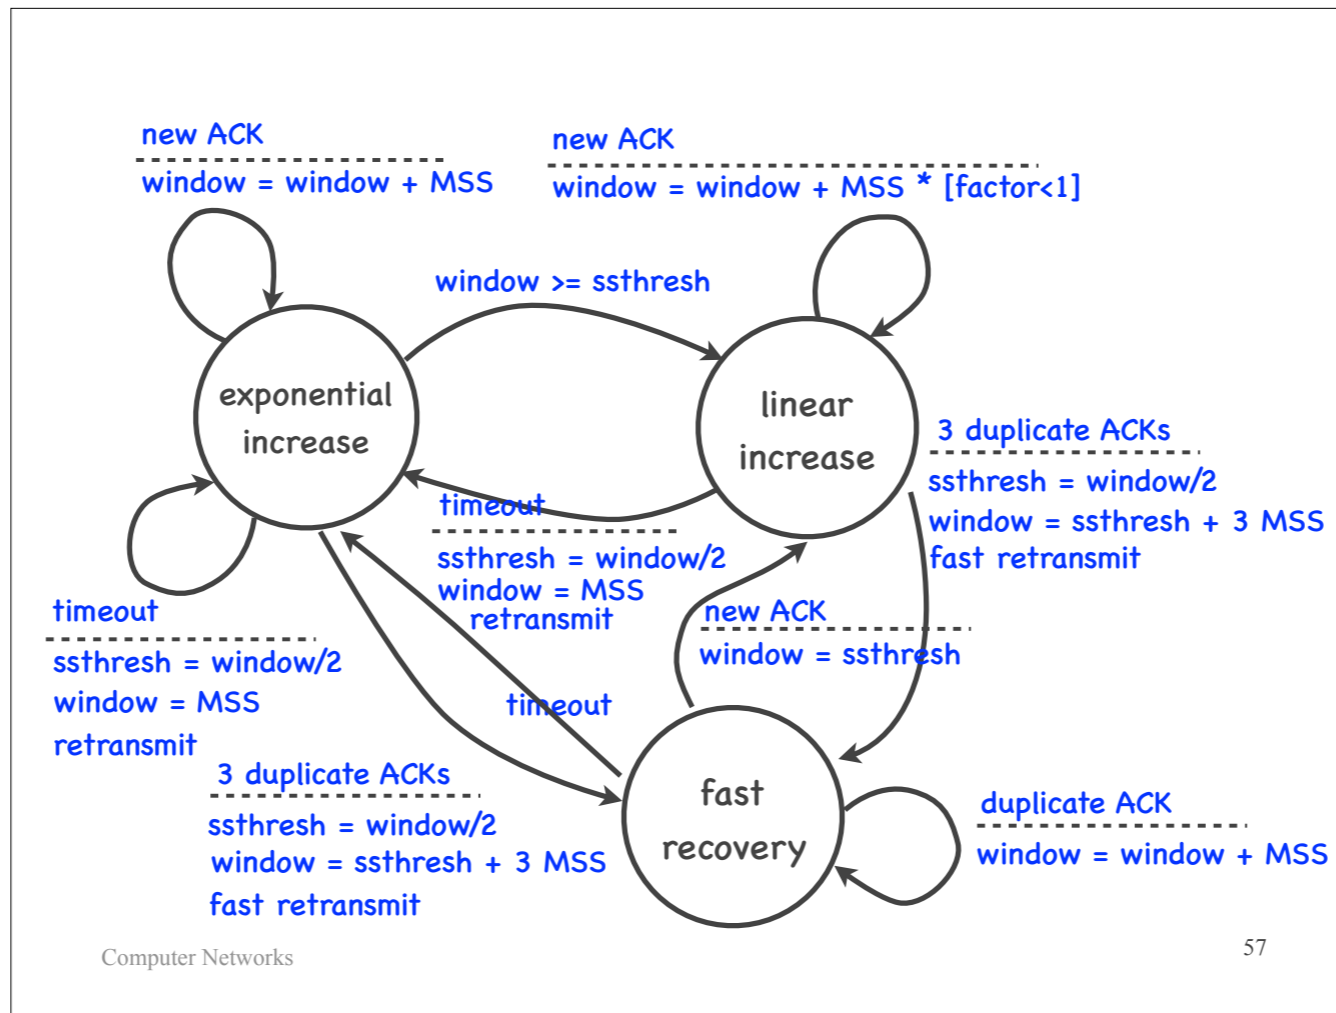 new ACK
window = window + MSS
new ACK
window = window + MSS * [factor<1]
window >= ssthresh
exponential
increase
linear
increase
3 duplicate ACKs
ssthresh = window/2
window = ssthresh + 3 MSS
fast retransmit
timeout
ssthresh = window/2
window = MSS
retransmit
new ACK
window = ssthresh
timeout
ssthresh = window/2
window = MSS
retransmit
timeout
3 duplicate ACKs
ssthresh = window/2
window = ssthresh + 3 MSS
fast retransmit
fast
recovery
duplicate ACK
window = window + MSS
Computer Networks
57